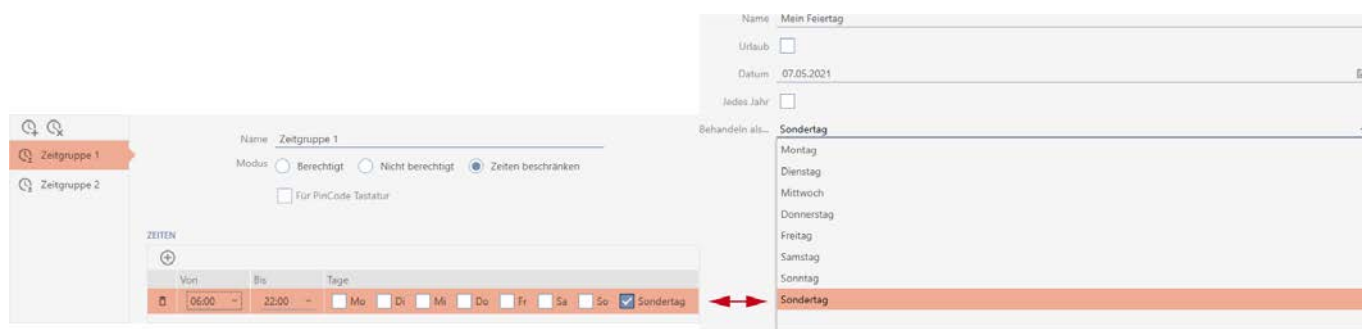 Name Mein Feiertag
Urlaub
Datum 07.05.2021
Jedes Jahr
Behandeln als... Sondertag
Montag
Dienstag
Mittwoch
Donnerstag
Freitag
Samstag
Sonntag
Sondertag
Zeitgruppe 1
Zeitgruppe 2
Name Zeitgruppe 1
Modus Berechtigt Nicht berechtigt Zeiten beschränken
Für PinCode Tastatur
ZEITEN
Von Bis Tage
06:00 22:00 Mo Di Mi Do Fr Sa So Sondertag